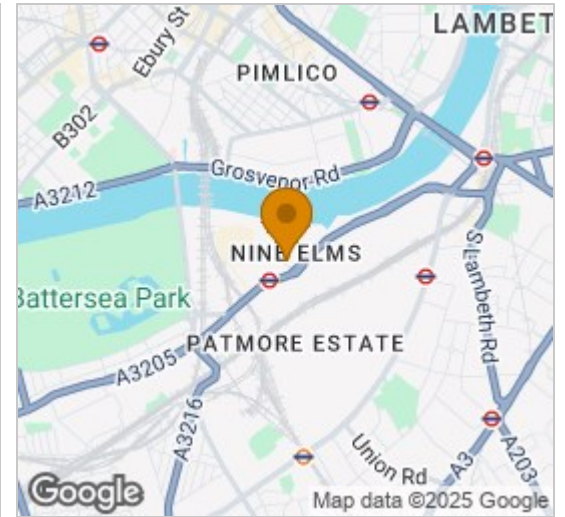 LAMBET
Ebury St
PIMLICO
B302
Grosvenor Rd
A3212
NINE ELMS
Battersea Park
S Lambeth Rd
PATMORE ESTATE
A3205
A3216
Union Rd
A3
A203
Google
Map data ©2025 Google